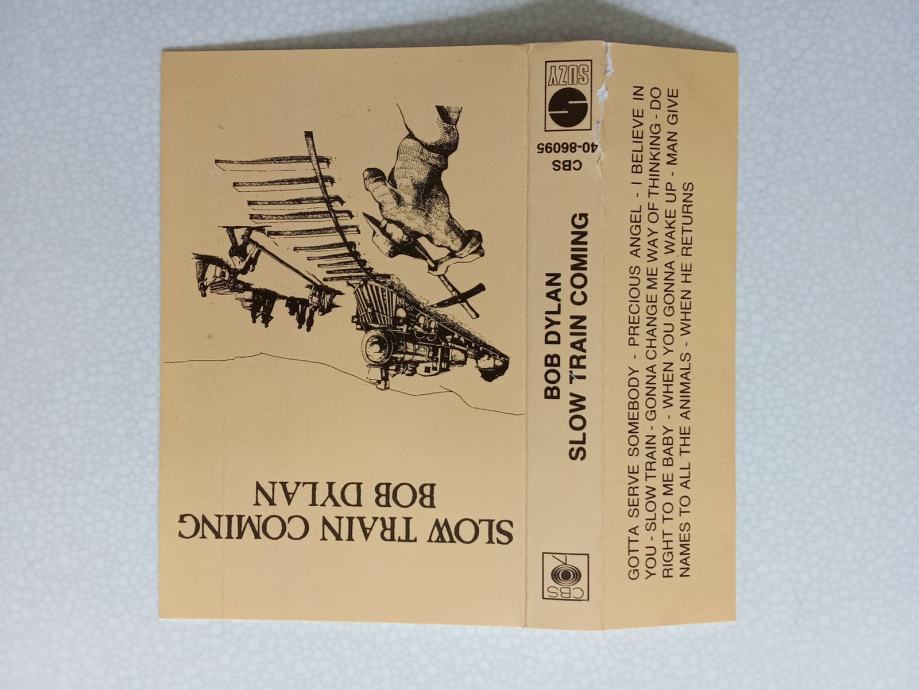 SLOW TRAIN COMING
BOB DYLAN
SUZY
CBS
40-86095
BOB DYLAN
SLOW TRAIN COMING
CBS
GOTTA SERVE SOMEBODY - PRECIOUS ANGEL - I BELIEVE IN
YOU - SLOW TRAIN - GONNA CHANGE ME WAY OF THINKING - DO
RIGHT TO ME BABY - WHEN YOU GONNA WAKE UP - MAN GIVE
NAMES TO ALL THE ANIMALS - WHEN HE RETURNS